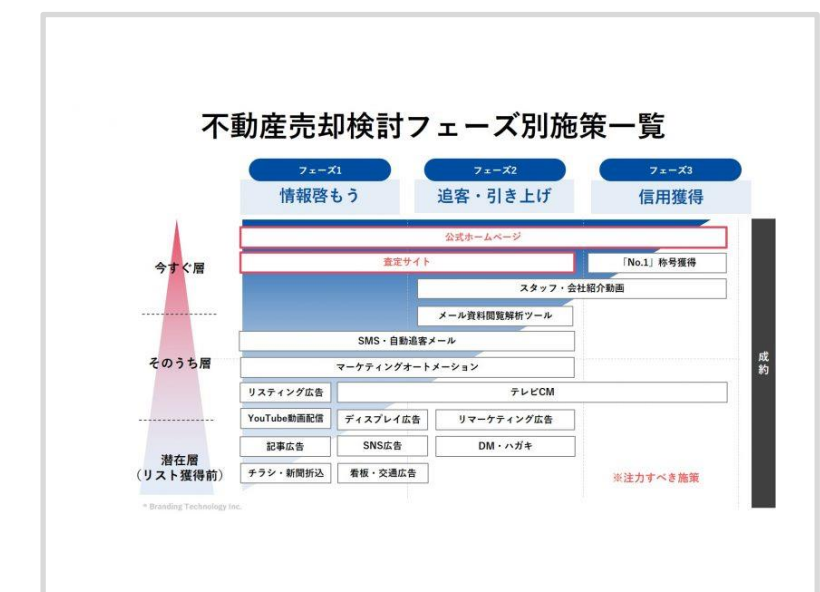 不動産売却検討フェーズ別施策一覧
フェーズ1
フェーズ2
フェーズ3
情報啓もう
追客・引き上げ
信用獲得
公式ホームページ
今すぐ層
査定サイト
「No.1」称号獲得
スタッフ・会社紹介動画
メール資料閲覧解析ツール
SMS・自動追客メール
そのうち層
マーケティングオートメーション
成約
リスティング広告
テレビCM
YouTube動画配信
ディスプレイ広告
リマーケティング広告
記事広告
SNS広告
DM・ハガキ
潜在層
(リスト獲得前)
チラシ・新聞折込
看板・交通広告
※注力すべき施策
* Branding Technology Inc.